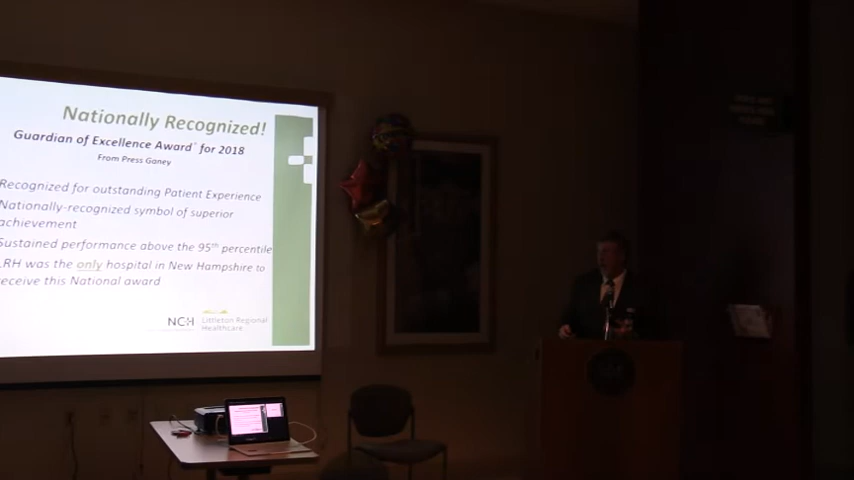 Nationally Recognized!
Guardian of Excellence Award for 2018
From Press Ganey
Recognized for outstanding Patient Experience
Nationally-recognized symbol of superior
achievement
Sustained performance above the 95th percentile
LRH was the only hospital in New Hampshire to
receive this National award
NCH
Littleton Regional
Healthcare